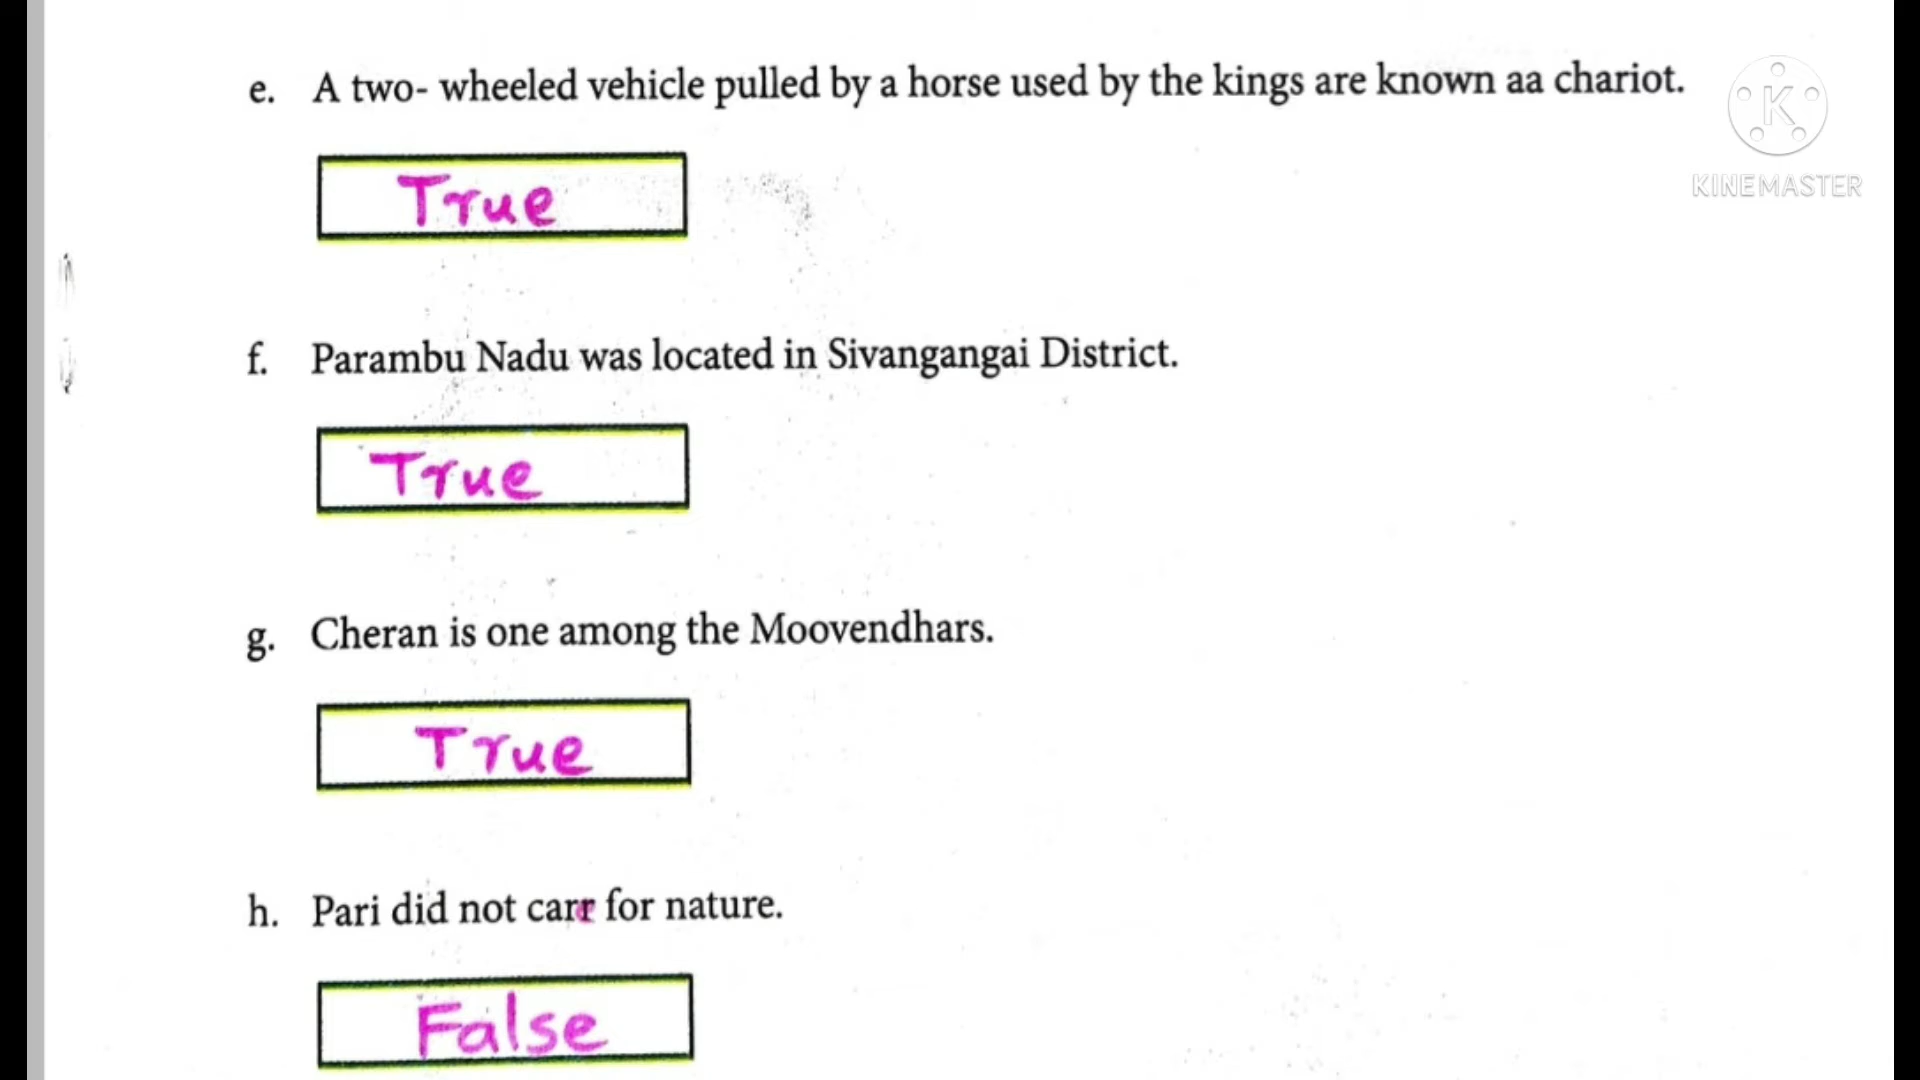 e. A two- wheeled vehicle pulled by a horse used by the kings are known aa chariot.
KINEMASTER
True
f. Parambu Nadu was located in Sivangangai District.
True
g. Cheran is one among the Moovendhars.
True
h. Pari did not care for nature.
False